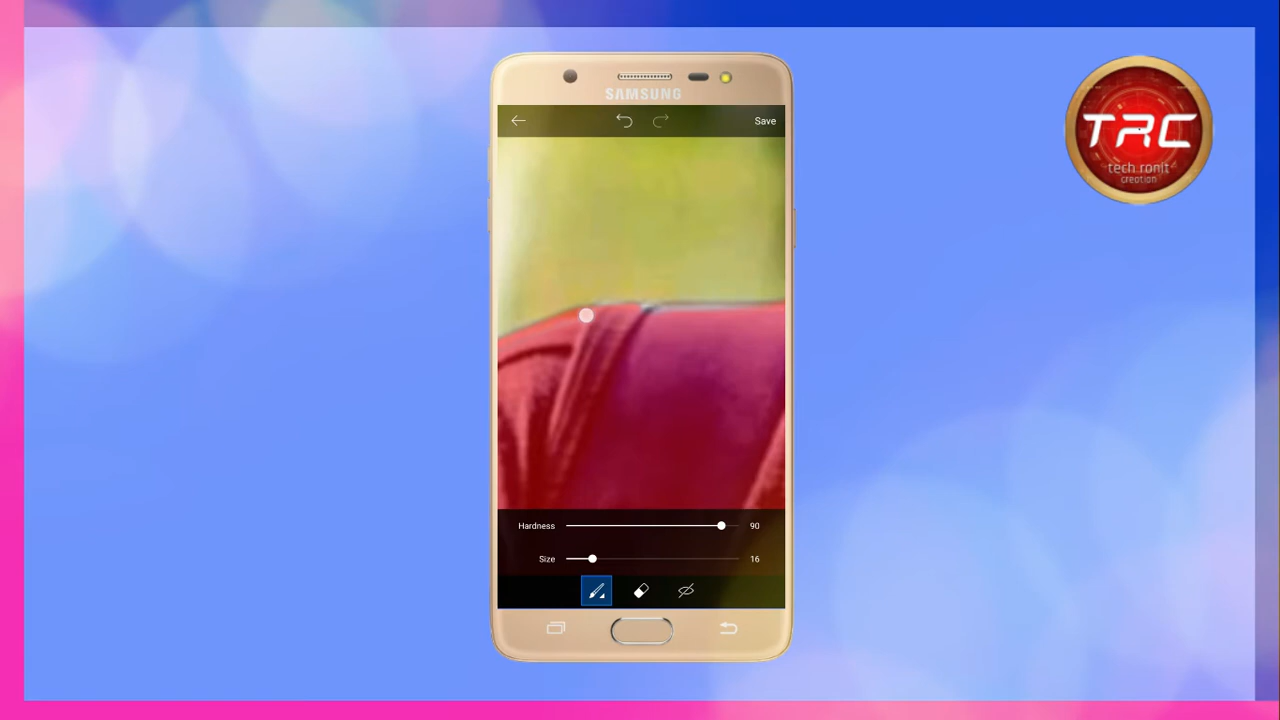 SAMSUNG
Save
TRC
tech ronit
creation
Hardness 90
Size 16